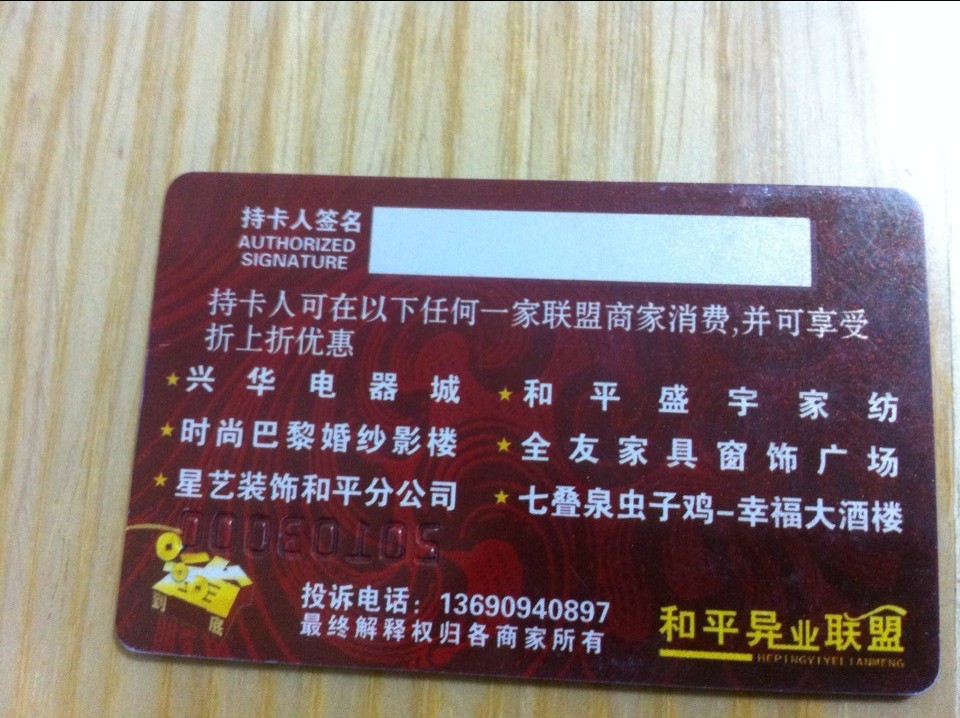 持卡人签名
AUTHORIZED
SIGNATURE
持卡人可在以下任何一家联盟商家消费,并可享受
折上折优惠
★兴华电器城
★和平盛宇家纺
★时尚巴黎婚纱影楼
★全友家具窗饰广场
★星艺装饰和平分公司
★七叠泉虫子鸡-幸福大酒楼
到
底
投诉电话：13690940897
最终解释权归各商家所有
和平异业联盟
HEPINGYIYELIANMENG